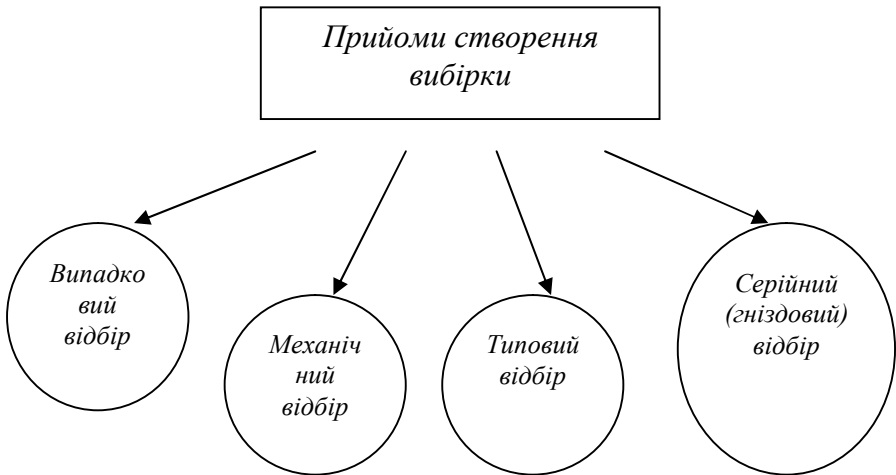 Прийоми створення
вибірки
Випадко
вий
відбір
Механіч
ний
відбір
Типовий
відбір
Серійний
(гніздовий)
відбір